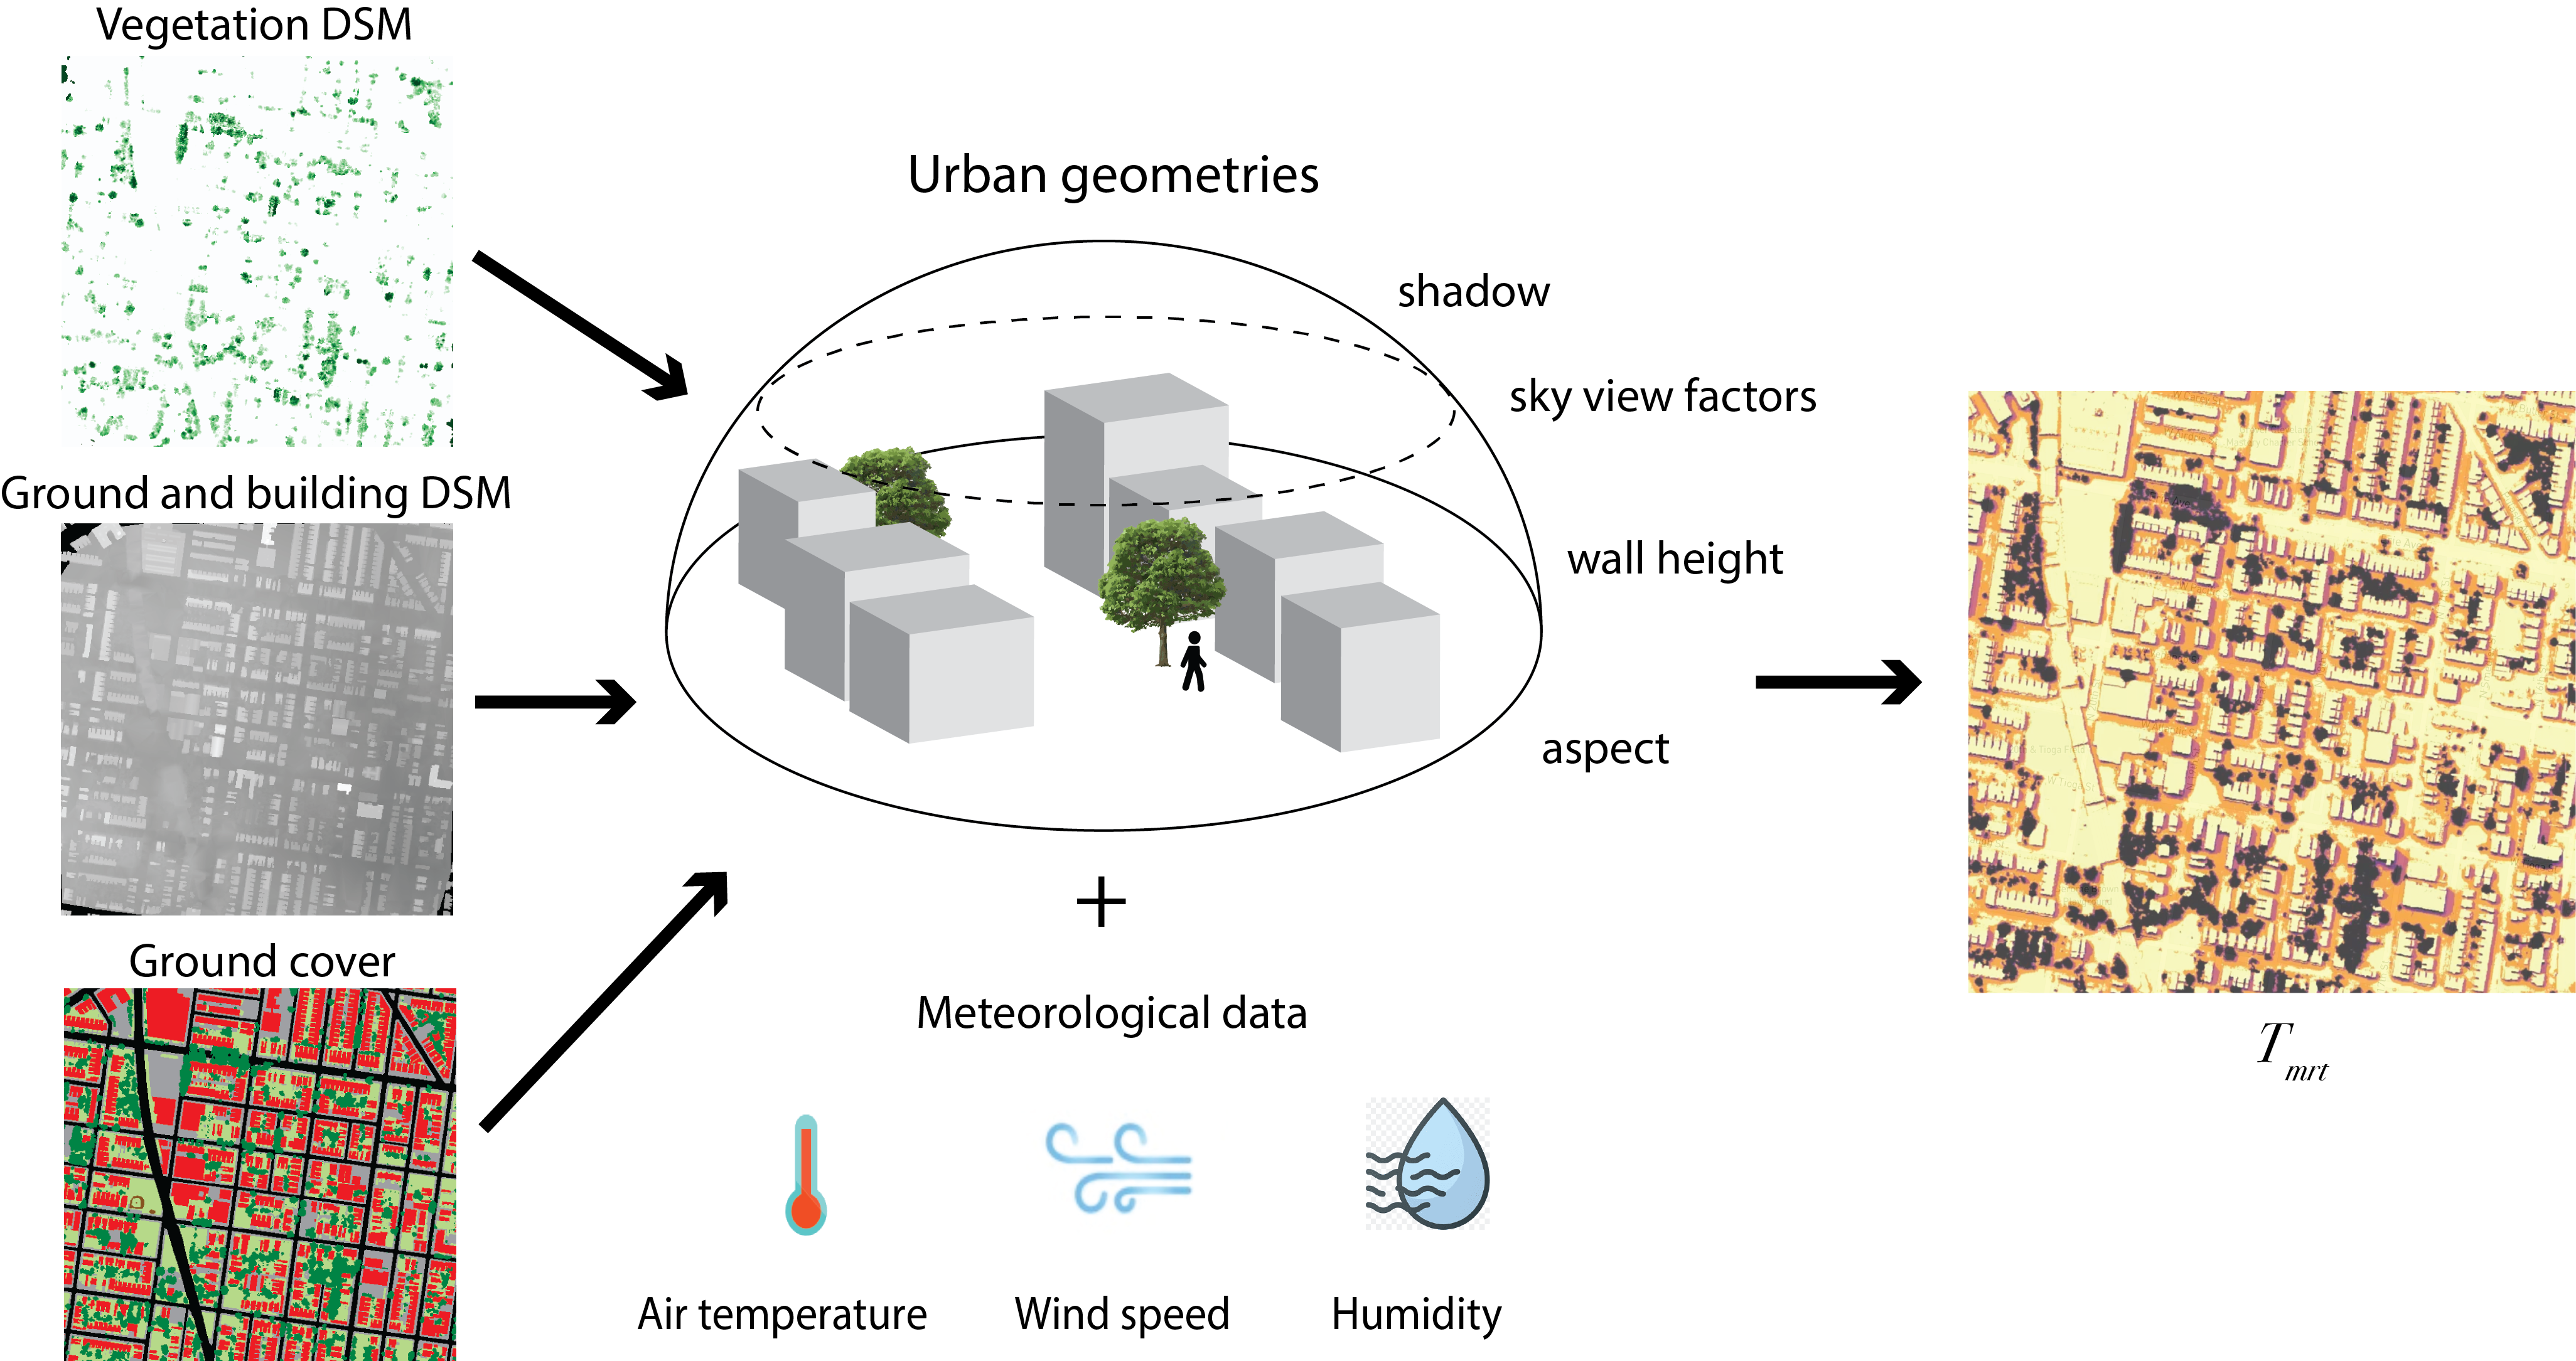 Vegetation DSM
Ground and building DSM
Ground cover
Urban geometries
shadow
sky view factors
wall height
aspect
+
Meteorological data
Air temperature
Wind speed
Humidity
T mrt